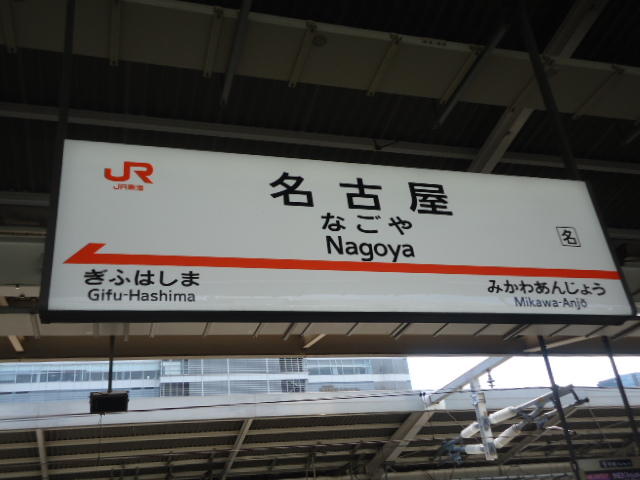 JR
JR東海
名古屋
なごや
Nagoya
名
ぎふはしま
Gifu-Hashima
みかわあんじょう
Mikawa-Anjō